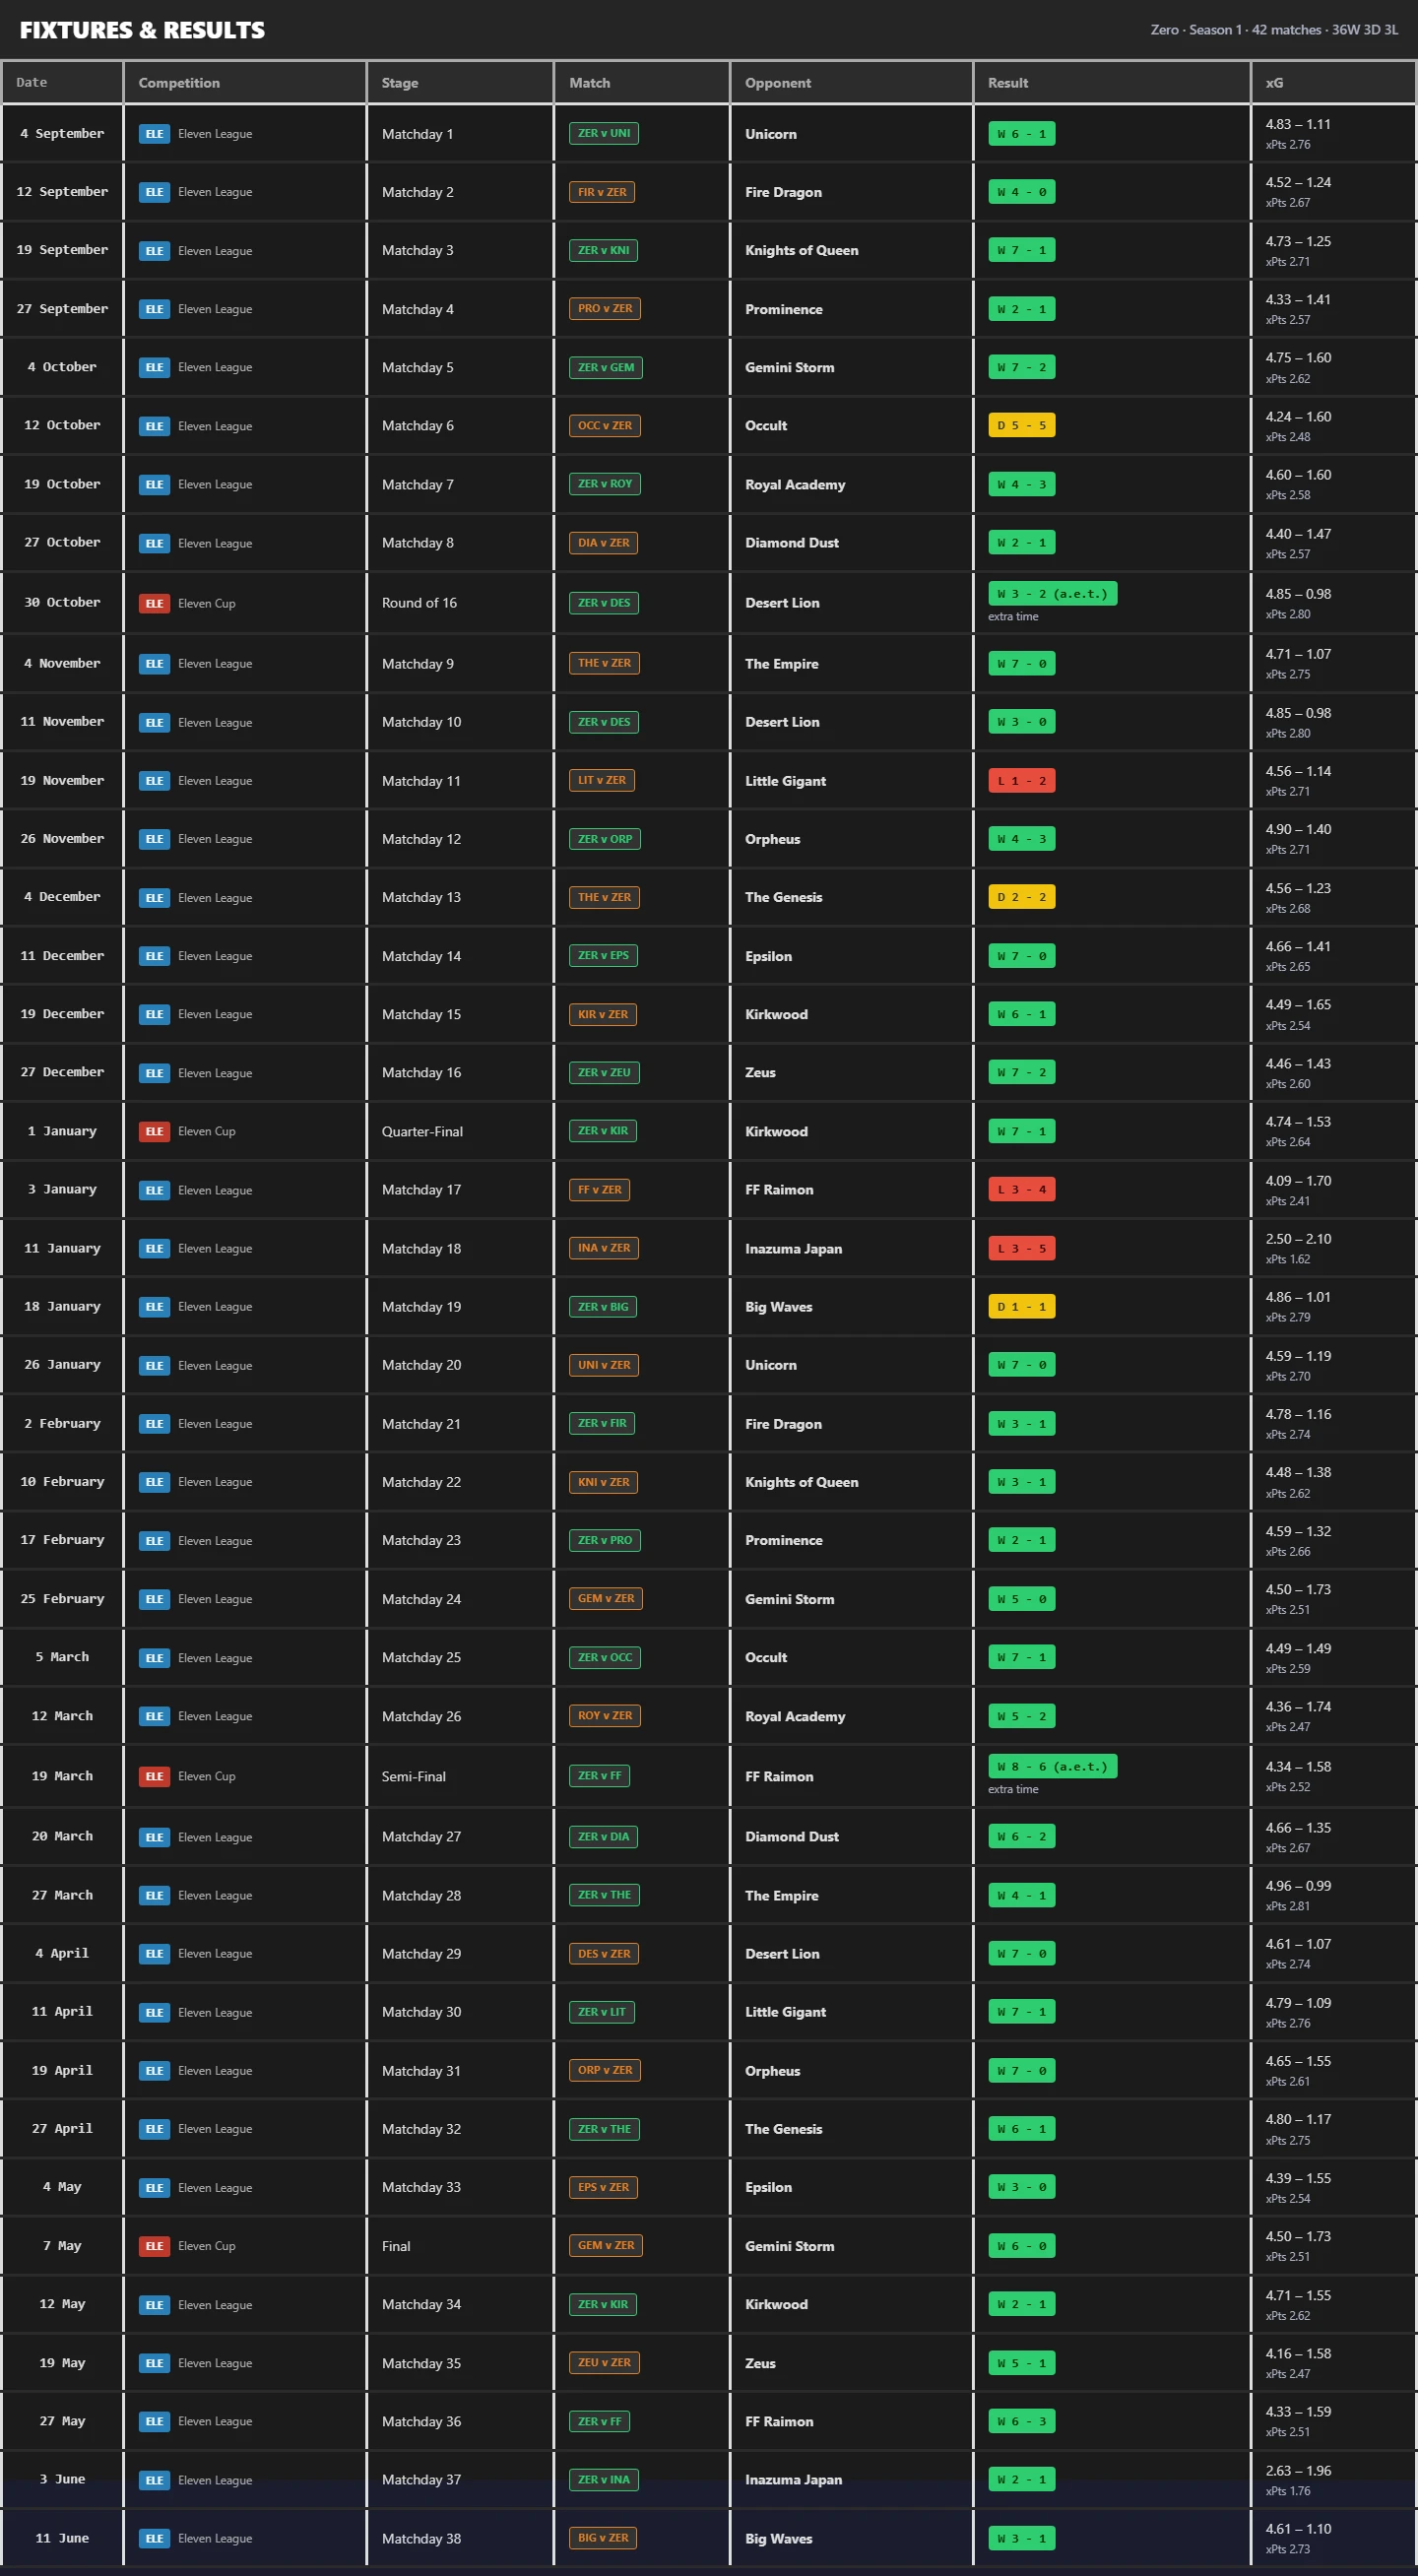 FIXTURES & RESULTS
Zero · Season 1 · 42 matches · 36W 3D 3L
Date Competition Stage Match Opponent Result xG
4 September ELE Eleven League Matchday 1 ZER v UNI Unicorn W 6 - 1 4.83 – 1.11
xPts 2.76
12 September ELE Eleven League Matchday 2 FIR v ZER Fire Dragon W 4 - 0 4.52 – 1.24
xPts 2.67
19 September ELE Eleven League Matchday 3 ZER v KNI Knights of Queen W 7 - 1 4.73 – 1.25
xPts 2.71
27 September ELE Eleven League Matchday 4 PRO v ZER Prominence W 2 - 1 4.33 – 1.41
xPts 2.57
4 October ELE Eleven League Matchday 5 ZER v GEM Gemini Storm W 7 - 2 4.75 – 1.60
xPts 2.62
12 October ELE Eleven League Matchday 6 OCC v ZER Occult D 5 - 5 4.24 – 1.60
xPts 2.48
19 October ELE Eleven League Matchday 7 ZER v ROY Royal Academy W 4 - 3 4.60 – 1.60
xPts 2.58
27 October ELE Eleven League Matchday 8 DIA v ZER Diamond Dust W 2 - 1 4.40 – 1.47
xPts 2.57
30 October ELE Eleven Cup Round of 16 ZER v DES Desert Lion W 3 - 2 (a.e.t.) 4.85 – 0.98
extra time xPts 2.80
4 November ELE Eleven League Matchday 9 THE v ZER The Empire W 7 - 0 4.71 – 1.07
xPts 2.75
11 November ELE Eleven League Matchday 10 ZER v DES Desert Lion W 3 - 0 4.85 – 0.98
xPts 2.80
19 November ELE Eleven League Matchday 11 LIT v ZER Little Gigant L 1 - 2 4.56 – 1.14
xPts 2.71
26 November ELE Eleven League Matchday 12 ZER v ORP Orpheus W 4 - 3 4.90 – 1.40
xPts 2.71
4 December ELE Eleven League Matchday 13 THE v ZER The Genesis D 2 - 2 4.56 – 1.23
xPts 2.68
11 December ELE Eleven League Matchday 14 ZER v EPS Epsilon W 7 - 0 4.66 – 1.41
xPts 2.65
19 December ELE Eleven League Matchday 15 KIR v ZER Kirkwood W 6 - 1 4.49 – 1.65
xPts 2.54
27 December ELE Eleven League Matchday 16 ZER v ZEU Zeus W 7 - 2 4.46 – 1.43
xPts 2.60
1 January ELE Eleven Cup Quarter-Final ZER v KIR Kirkwood W 7 - 1 4.74 – 1.53
xPts 2.64
3 January ELE Eleven League Matchday 17 FF v ZER FF Raimon L 3 - 4 4.09 – 1.70
xPts 2.41
11 January ELE Eleven League Matchday 18 INA v ZER Inazuma Japan L 3 - 5 2.50 – 2.10
xPts 1.62
18 January ELE Eleven League Matchday 19 ZER v BIG Big Waves D 1 - 1 4.86 – 1.01
xPts 2.79
26 January ELE Eleven League Matchday 20 UNI v ZER Unicorn W 7 - 0 4.59 – 1.19
xPts 2.70
2 February ELE Eleven League Matchday 21 ZER v FIR Fire Dragon W 3 - 1 4.78 – 1.16
xPts 2.74
10 February ELE Eleven League Matchday 22 KNI v ZER Knights of Queen W 3 - 1 4.48 – 1.38
xPts 2.62
17 February ELE Eleven League Matchday 23 ZER v PRO Prominence W 2 - 1 4.59 – 1.32
xPts 2.66
25 February ELE Eleven League Matchday 24 GEM v ZER Gemini Storm W 5 - 0 4.50 – 1.73
xPts 2.51
5 March ELE Eleven League Matchday 25 ZER v OCC Occult W 7 - 1 4.49 – 1.49
xPts 2.59
12 March ELE Eleven League Matchday 26 ROY v ZER Royal Academy W 5 - 2 4.36 – 1.74
xPts 2.47
19 March ELE Eleven Cup Semi-Final ZER v FF FF Raimon W 8 - 6 (a.e.t.) 4.34 – 1.58
extra time xPts 2.52
20 March ELE Eleven League Matchday 27 ZER v DIA Diamond Dust W 6 - 2 4.66 – 1.35
xPts 2.67
27 March ELE Eleven League Matchday 28 ZER v THE The Empire W 4 - 1 4.96 – 0.99
xPts 2.81
4 April ELE Eleven League Matchday 29 DES v ZER Desert Lion W 7 - 0 4.61 – 1.07
xPts 2.74
11 April ELE Eleven League Matchday 30 ZER v LIT Little Gigant W 7 - 1 4.79 – 1.09
xPts 2.76
19 April ELE Eleven League Matchday 31 ORP v ZER Orpheus W 7 - 0 4.65 – 1.55
xPts 2.61
27 April ELE Eleven League Matchday 32 ZER v THE The Genesis W 6 - 1 4.80 – 1.17
xPts 2.75
4 May ELE Eleven League Matchday 33 EPS v ZER Epsilon W 3 - 0 4.39 – 1.55
xPts 2.54
7 May ELE Eleven Cup Final GEM v ZER Gemini Storm W 6 - 0 4.50 – 1.73
xPts 2.51
12 May ELE Eleven League Matchday 34 ZER v KIR Kirkwood W 2 - 1 4.71 – 1.55
xPts 2.62
19 May ELE Eleven League Matchday 35 ZEU v ZER Zeus W 5 - 1 4.16 – 1.58
xPts 2.47
27 May ELE Eleven League Matchday 36 ZER v FF FF Raimon W 6 - 3 4.33 – 1.59
xPts 2.51
3 June ELE Eleven League Matchday 37 ZER v INA Inazuma Japan W 2 - 1 2.63 – 1.96
xPts 1.76
11 June ELE Eleven League Matchday 38 BIG v ZER Big Waves W 3 - 1 4.61 – 1.10
xPts 2.73